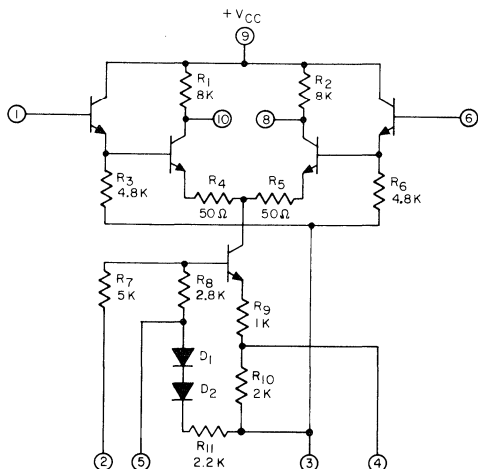 +VCC
9
R1
8K
R2
8K
1
10
8
6
R3
4.8K
R4
50Ω
R5
50Ω
R6
4.8K
R7
5K
R8
2.8K
R9
1K
D1
D2
R10
2K
R11
2.2K
2
5
3
4